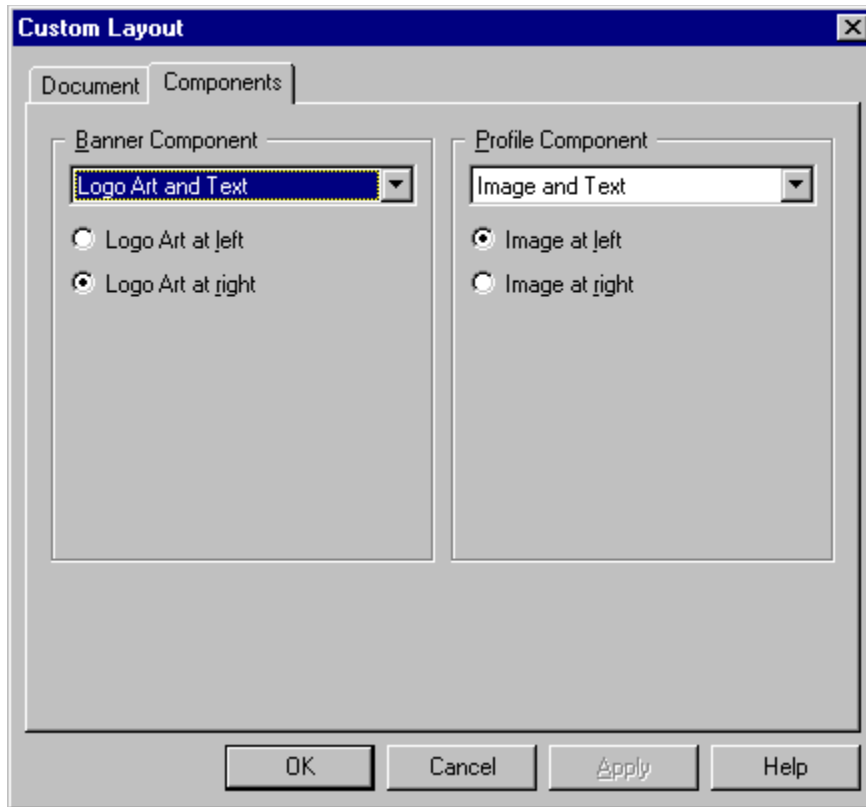 Custom Layout
Document Components
Banner Component
Logo Art and Text
Logo Art at left
Logo Art at right
Profile Component
Image and Text
Image at left
Image at right
OK Cancel Apply Help